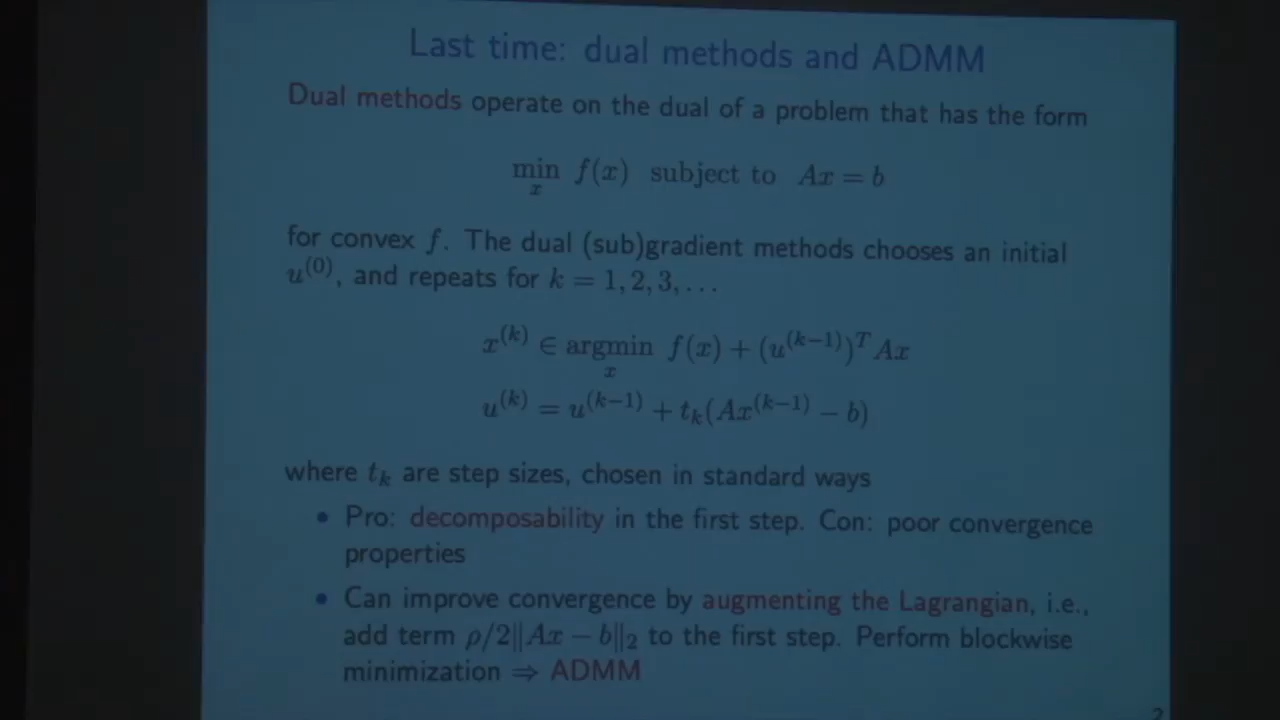 Last time: dual methods and ADMM
Dual methods operate on the dual of a problem that has the form
min_x f(x) subject to Ax = b
for convex f. The dual (sub)gradient methods chooses an initial
u^(0), and repeats for k = 1, 2, 3, . . .
x^(k) ∈ argmin_x f(x) + (u^(k−1))^T Ax
u^(k) = u^(k−1) + t_k(Ax^(k−1) − b)
where t_k are step sizes, chosen in standard ways
• Pro: decomposability in the first step. Con: poor convergence
properties
• Can improve convergence by augmenting the Lagrangian, i.e.,
add term ρ/2‖Ax − b‖_2 to the first step. Perform blockwise
minimization ⇒ ADMM
2